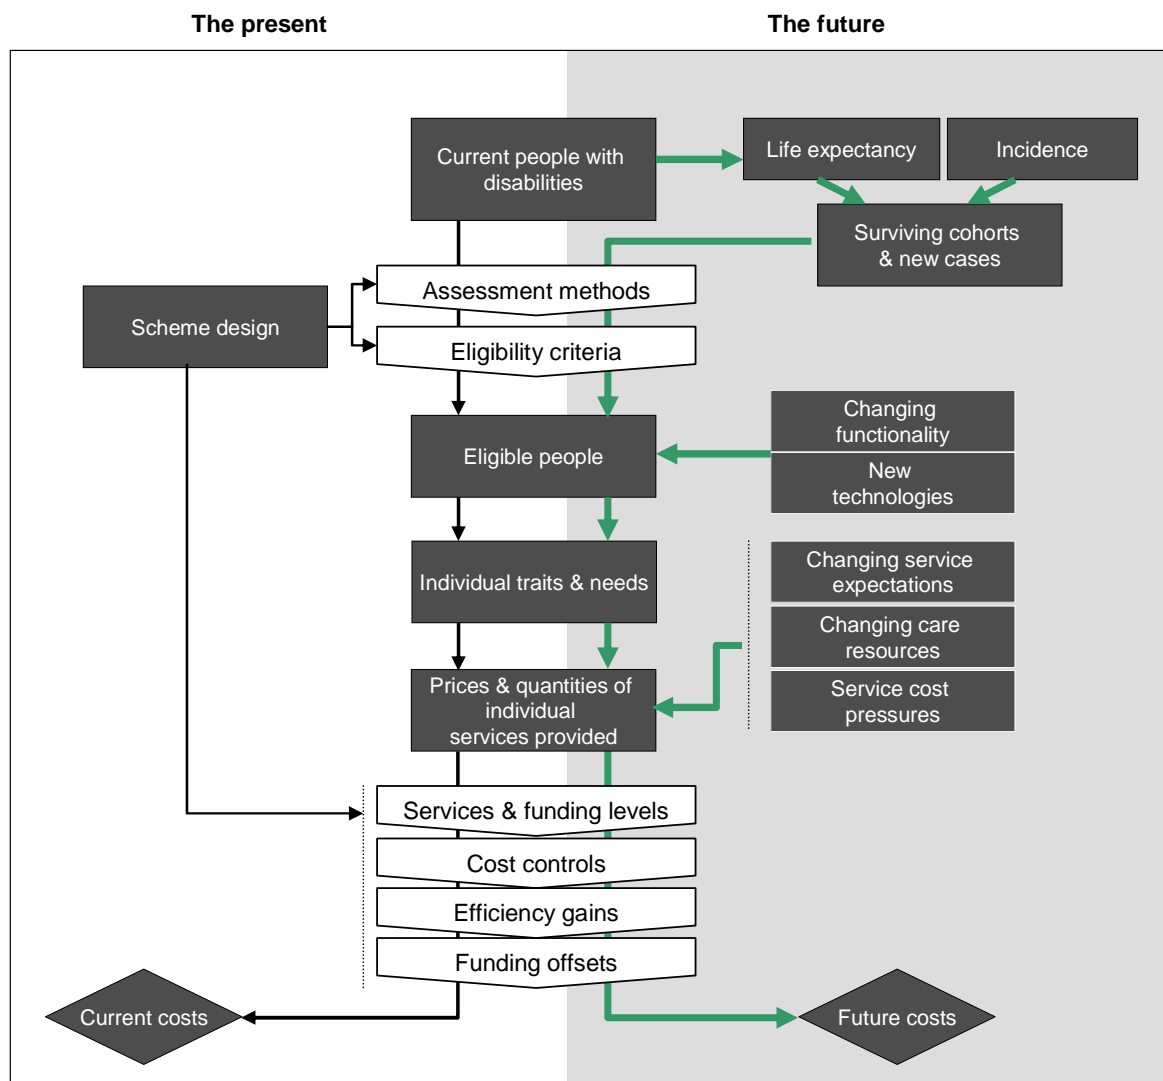 The present
The future
Current people with
disabilities
Life expectancy
Incidence
Surviving cohorts
& new cases
Assessment methods
Scheme design
Eligibility criteria
Changing
functionality
Eligible people
New
technologies
Changing service
expectations
Individual traits & needs
Changing care
resources
Prices & quantities of
individual
services provided
Service cost
pressures
Services & funding levels
Cost controls
Efficiency gains
Funding offsets
Current costs
Future costs